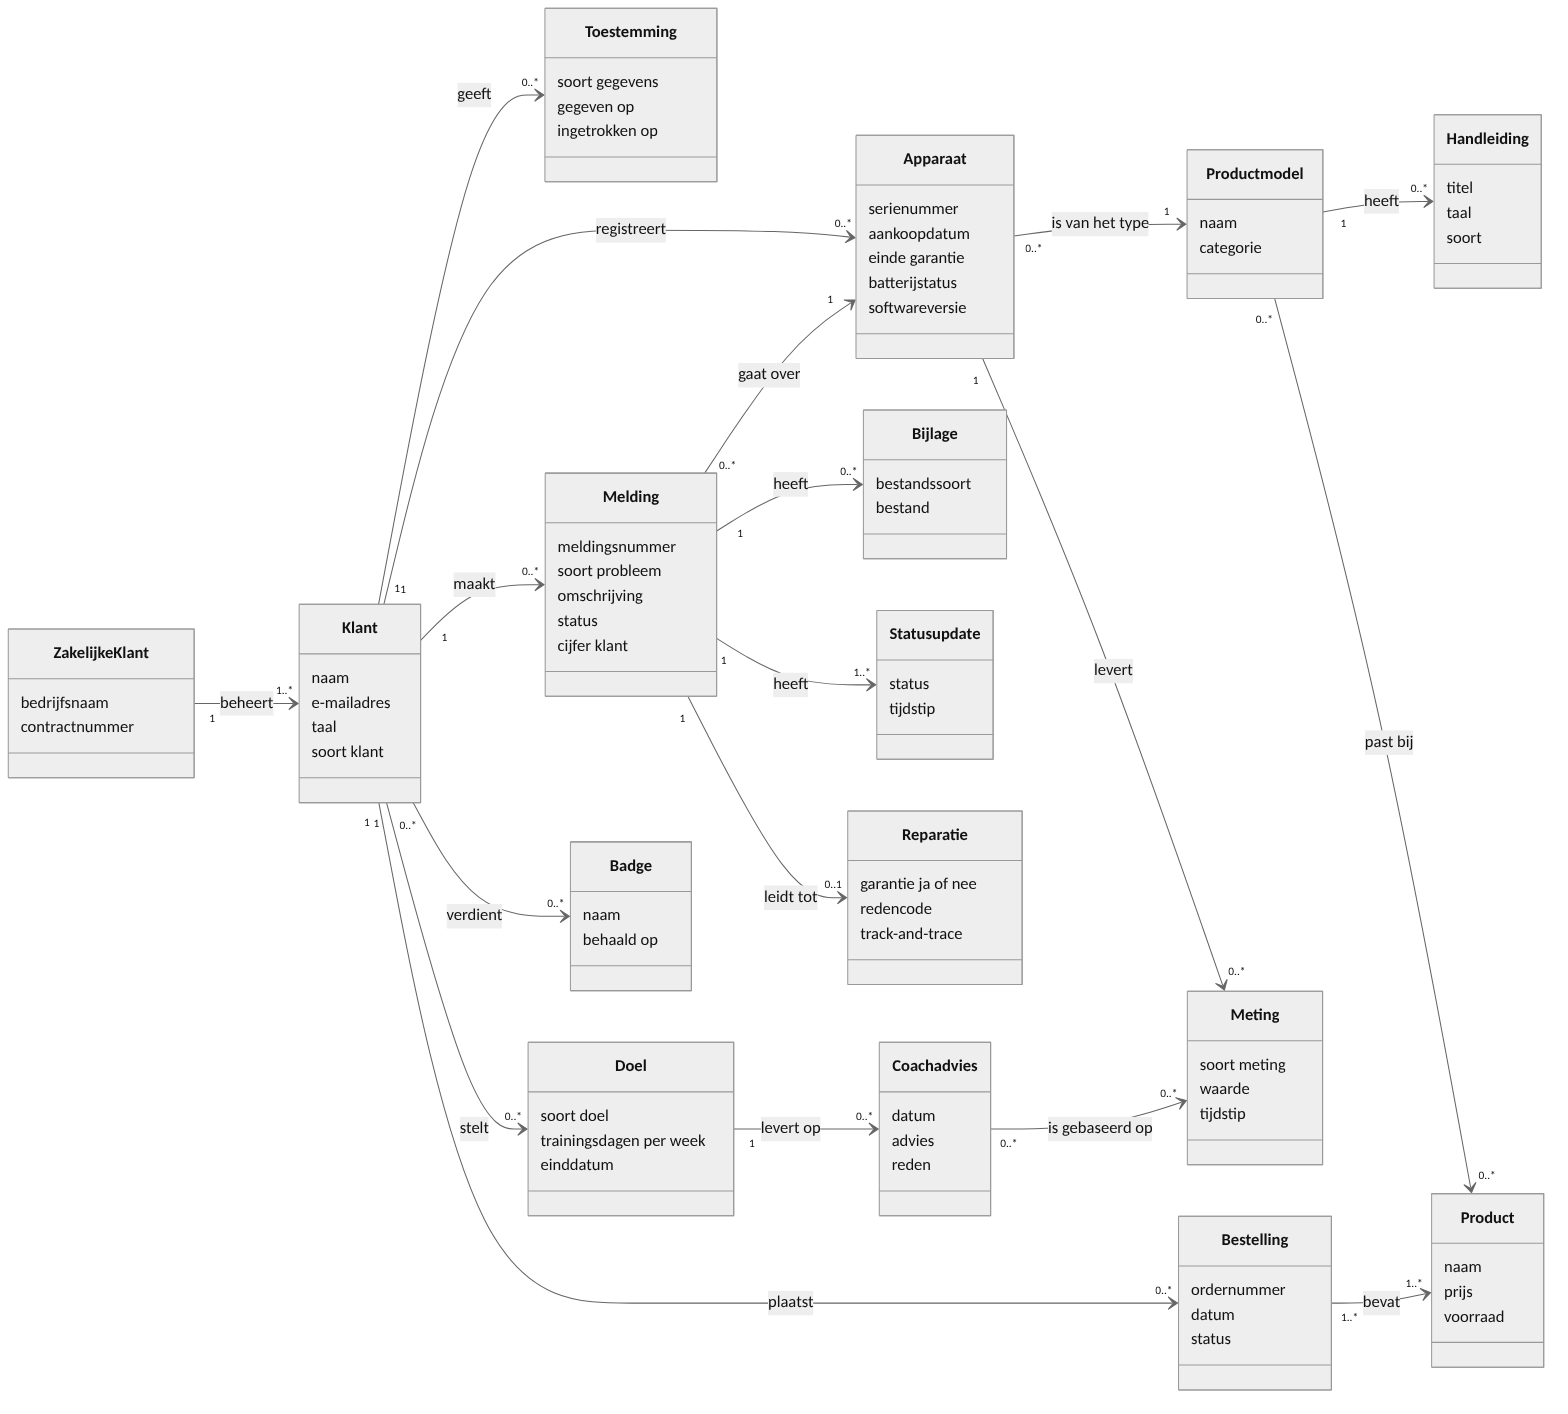 Toestemming
soort gegevens
gegeven op
ingetrokken op
geeft
0..*
Apparaat
serienummer
aankoopdatum
einde garantie
batterijstatus
softwareversie
registreert
0..*
1
1
is van het type
0..*
1
Productmodel
naam
categorie
heeft
1
0..*
Handleiding
titel
taal
soort
gaat over
0..*
1
Bijlage
bestandssoort
bestand
heeft
1
0..*
Melding
meldingsnummer
soort probleem
omschrijving
status
cijfer klant
maakt
1
0..*
Statusupdate
status
tijdstip
heeft
1
1..*
ZakelijkeKlant
bedrijfsnaam
contractnummer
beheert
1
1..*
Klant
naam
e-mailadres
taal
soort klant
levert
1
0..*
past bij
0..*
0..*
Reparatie
garantie ja of nee
redencode
track-and-trace
leidt tot
1
0..1
Badge
naam
behaald op
verdient
0..*
0..*
1
1
Meting
soort meting
waarde
tijdstip
Doel
soort doel
trainingsdagen per week
einddatum
stelt
0..*
levert op
1
0..*
Coachadvies
datum
advies
reden
is gebaseerd op
0..*
0..*
plaatst
0..*
Bestelling
ordernummer
datum
status
bevat
1..*
1..*
Product
naam
prijs
voorraad